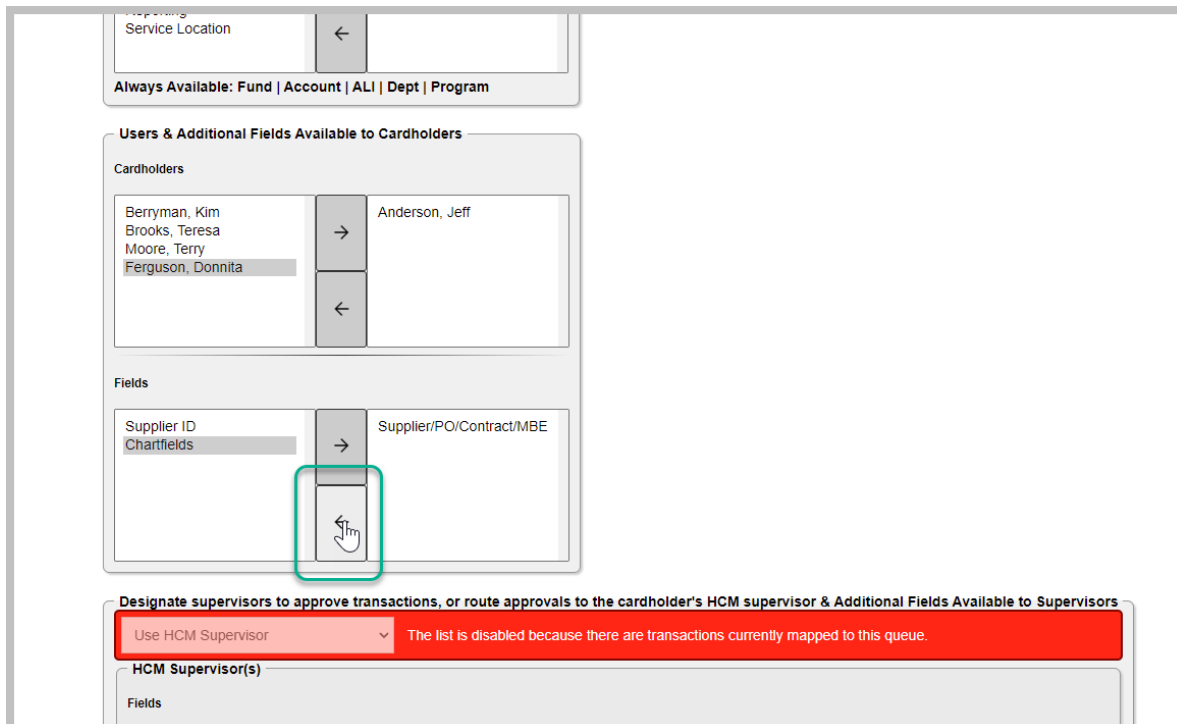 Reporting
Service Location
Always Available: Fund | Account | ALI | Dept | Program
Users & Additional Fields Available to Cardholders
Cardholders
Berryman, Kim
Brooks, Teresa
Moore, Terry
Ferguson, Donnita
→
←
Anderson, Jeff
Fields
Supplier ID
Chartfields
→
←
Supplier/PO/Contract/MBE
Designate supervisors to approve transactions, or route approvals to the cardholder's HCM supervisor & Additional Fields Available to Supervisors
Use HCM Supervisor
The list is disabled because there are transactions currently mapped to this queue.
HCM Supervisor(s)
Fields